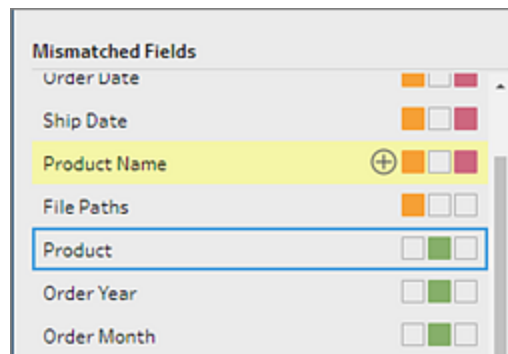 Mismatched Fields
Order Date
Ship Date
Product Name
File Paths
Product
Order Year
Order Month